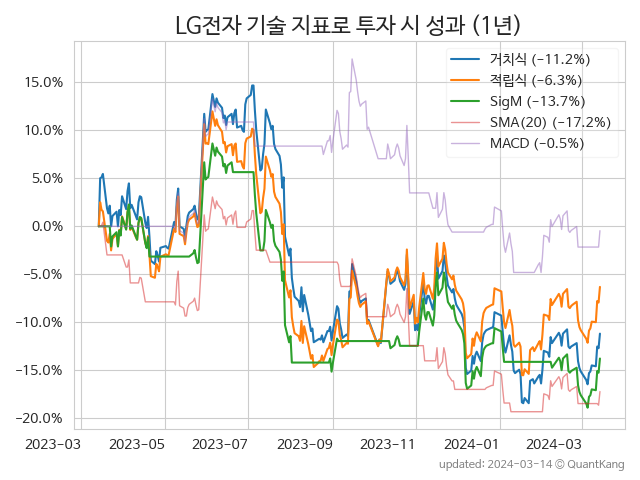 LG전자 기술 지표로 투자 시 성과 (1년)
거치식 (−11.2%)
적립식 (−6.3%)
SigM (−13.7%)
SMA(20) (−17.2%)
MACD (−0.5%)
15.0%
10.0%
5.0%
0.0%
−5.0%
−10.0%
−15.0%
−20.0%
2023-03 2023-05 2023-07 2023-09 2023-11 2024-01 2024-03
updated: 2024-03-14 © QuantKang